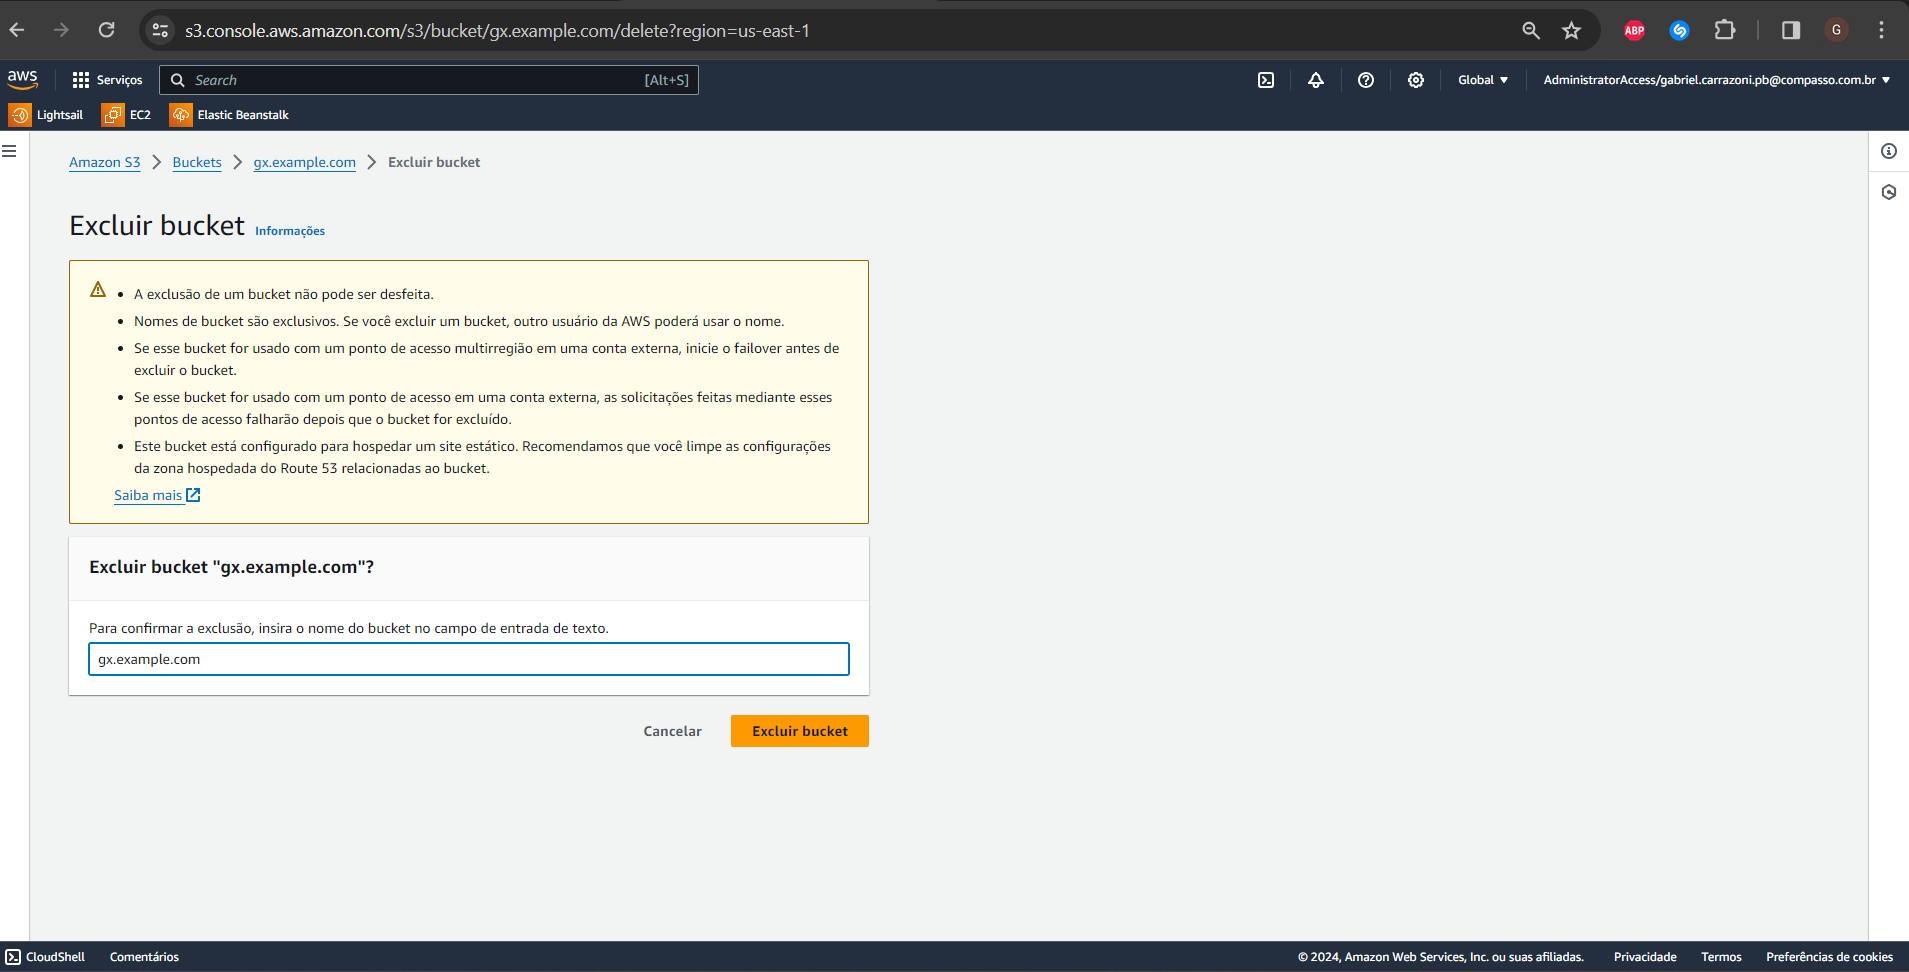 s3.console.aws.amazon.com/s3/bucket/gx.example.com/delete?region=us-east-1
ABP
G
aws
Serviços
Search
[Alt+S]
Global
AdministratorAccess/gabriel.carrazoni.pb@compasso.com.br
Lightsail
EC2
Elastic Beanstalk
Amazon S3 > Buckets > gx.example.com > Excluir bucket
Excluir bucket Informações
• A exclusão de um bucket não pode ser desfeita.
• Nomes de bucket são exclusivos. Se você excluir um bucket, outro usuário da AWS poderá usar o nome.
• Se esse bucket for usado com um ponto de acesso multirregião em uma conta externa, inicie o failover antes de
excluir o bucket.
• Se esse bucket for usado com um ponto de acesso em uma conta externa, as solicitações feitas mediante esses
pontos de acesso falharão depois que o bucket for excluído.
• Este bucket está configurado para hospedar um site estático. Recomendamos que você limpe as configurações
da zona hospedada do Route 53 relacionadas ao bucket.
Saiba mais
Excluir bucket "gx.example.com"?
Para confirmar a exclusão, insira o nome do bucket no campo de entrada de texto.
gx.example.com
Cancelar
Excluir bucket
CloudShell
Comentários
© 2024, Amazon Web Services, Inc. ou suas afiliadas.
Privacidade
Termos
Preferências de cookies